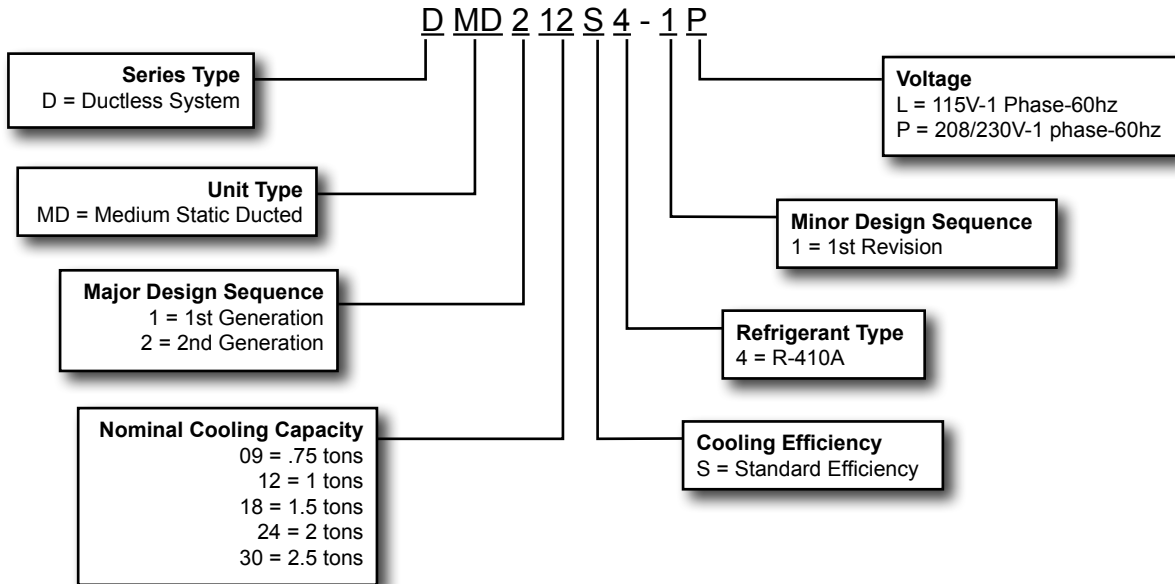 D MD 2 12 S 4 - 1 P
Series Type
D = Ductless System
Unit Type
MD = Medium Static Ducted
Major Design Sequence
1 = 1st Generation
2 = 2nd Generation
Nominal Cooling Capacity
09 = .75 tons
12 = 1 tons
18 = 1.5 tons
24 = 2 tons
30 = 2.5 tons
Voltage
L = 115V-1 Phase-60hz
P = 208/230V-1 phase-60hz
Minor Design Sequence
1 = 1st Revision
Refrigerant Type
4 = R-410A
Cooling Efficiency
S = Standard Efficiency